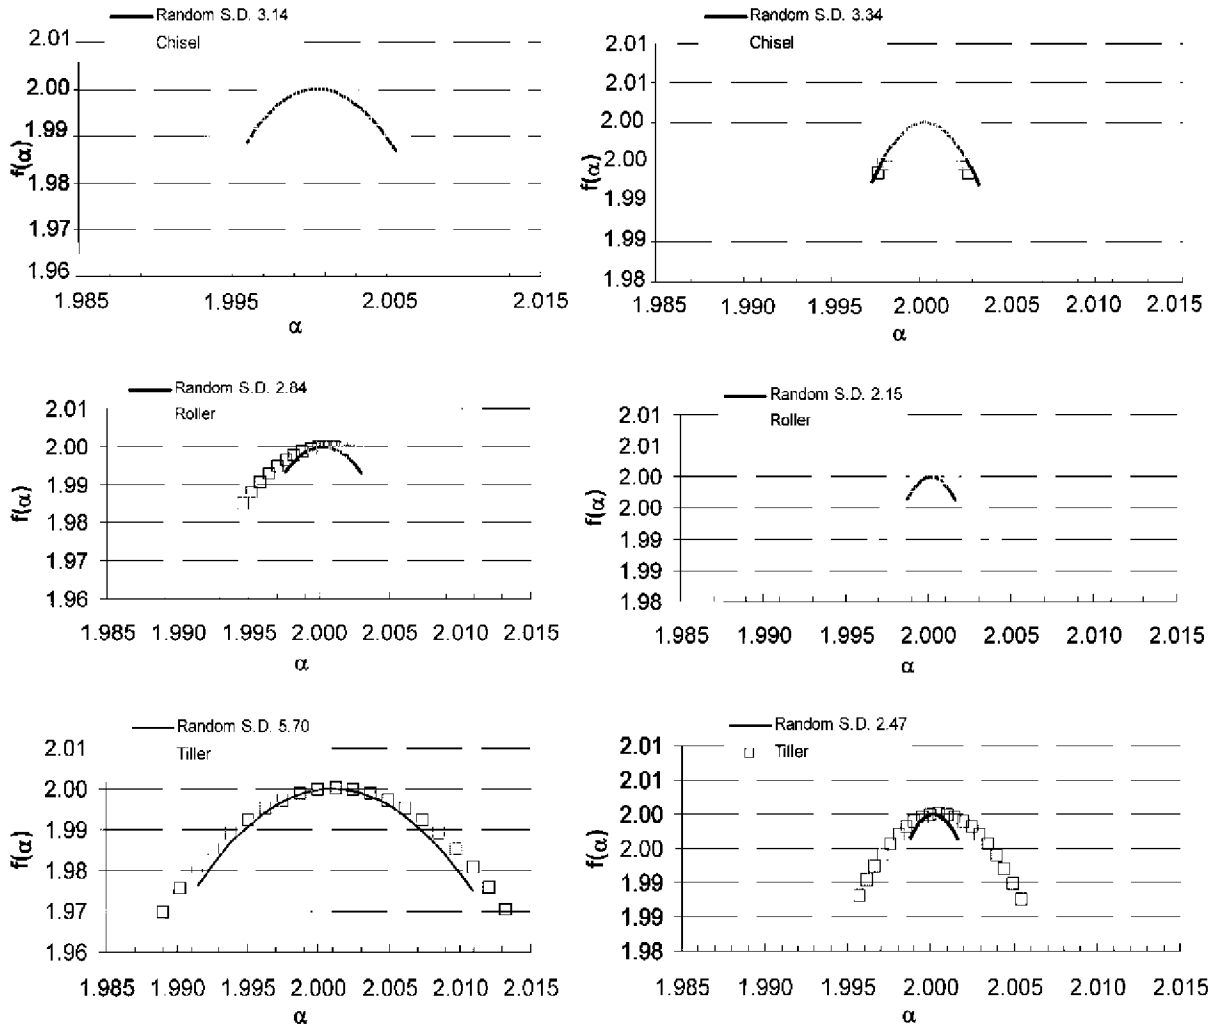 Random S.D. 3.14
Chisel
2.01
2.00
1.99
1.98
1.97
1.96
f(α)
1.985 1.995 2.005 2.015
α
Random S.D. 3.34
Chisel
2.01
2.01
2.00
2.00
1.99
1.99
1.98
f(α)
1.985 1.990 1.995 2.000 2.005 2.010 2.015
α
Random S.D. 2.84
Roller
2.01
2.00
1.99
1.98
1.97
1.96
f(α)
1.985 1.990 1.995 2.000 2.005 2.010 2.015
α
Random S.D. 2.15
Roller
2.01
2.01
2.00
2.00
1.99
1.99
1.98
f(α)
1.985 1.990 1.995 2.000 2.005 2.010 2.015
α
Random S.D. 5.70
Tiller
2.01
2.00
1.99
1.98
1.97
1.96
f(α)
1.985 1.990 1.995 2.000 2.005 2.010 2.015
α
Random S.D. 2.47
Tiller
2.01
2.01
2.00
2.00
1.99
1.99
1.98
f(α)
1.985 1.990 1.995 2.000 2.005 2.010 2.015
α